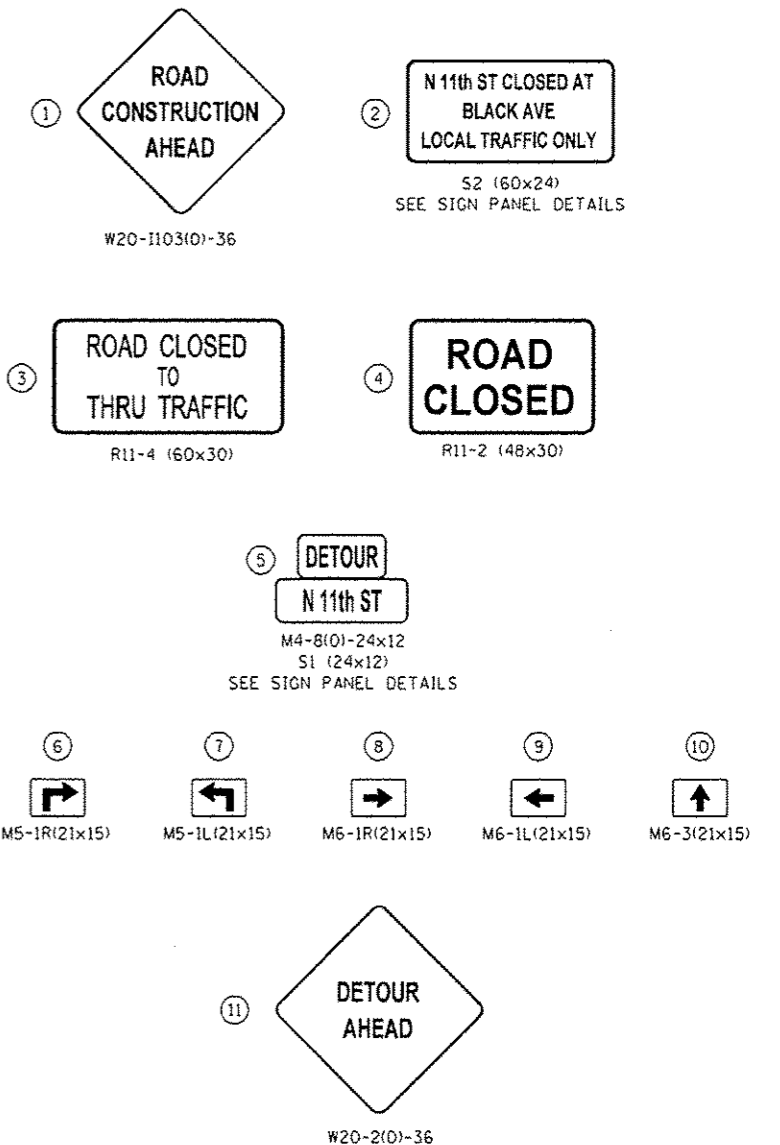 1
ROAD
CONSTRUCTION
AHEAD
W20-I103(O)-36
2
N 11th ST CLOSED AT
BLACK AVE
LOCAL TRAFFIC ONLY
S2 (60x24)
SEE SIGN PANEL DETAILS
3
ROAD CLOSED
TO
THRU TRAFFIC
R11-4 (60x30)
4
ROAD
CLOSED
R11-2 (48x30)
5
DETOUR
N 11th ST
M4-8(O)-24x12
S1 (24x12)
SEE SIGN PANEL DETAILS
6
M5-1R(21x15)
7
M5-1L(21x15)
8
M6-1R(21x15)
9
M6-1L(21x15)
10
M6-3(21x15)
11
DETOUR
AHEAD
W20-2(O)-36